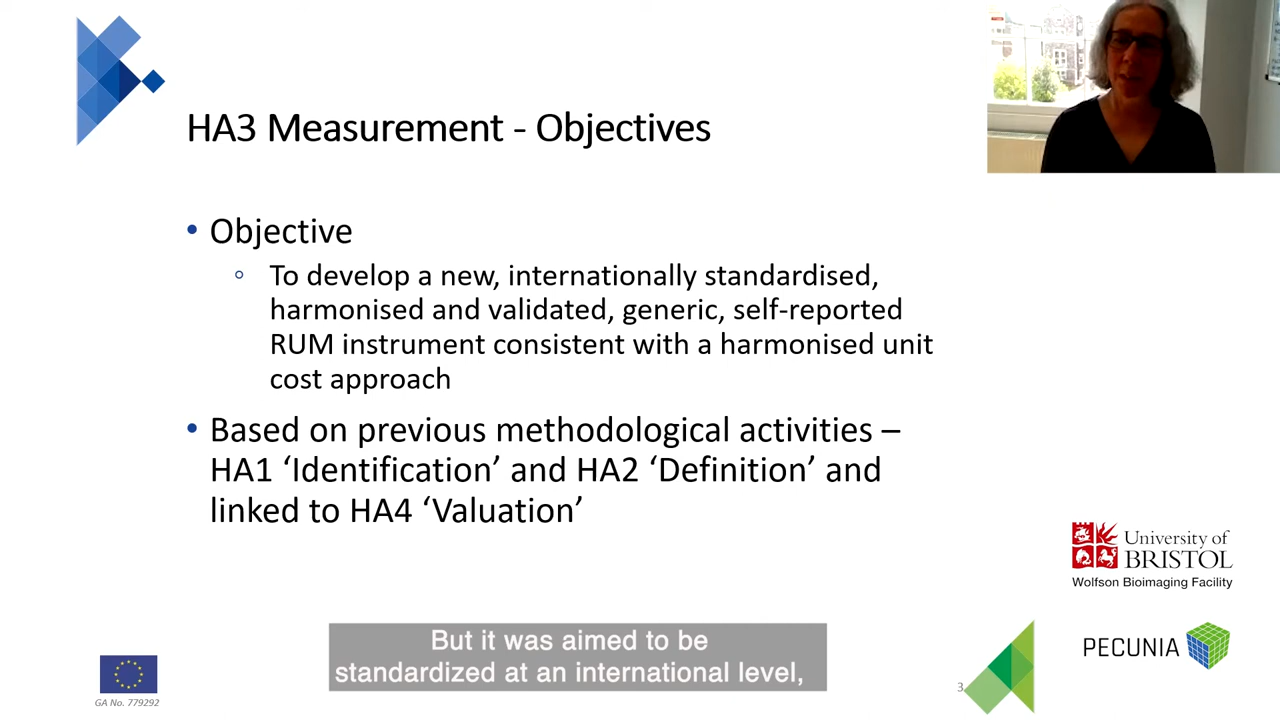 HA3 Measurement - Objectives
• Objective
◦ To develop a new, internationally standardised,
harmonised and validated, generic, self-reported
RUM instrument consistent with a harmonised unit
cost approach
• Based on previous methodological activities –
HA1 ‘Identification’ and HA2 ‘Definition’ and
linked to HA4 ‘Valuation’
University of
BRISTOL
Wolfson Bioimaging Facility
But it was aimed to be
standardized at an international level,
PECUNIA
GA No. 779292
3